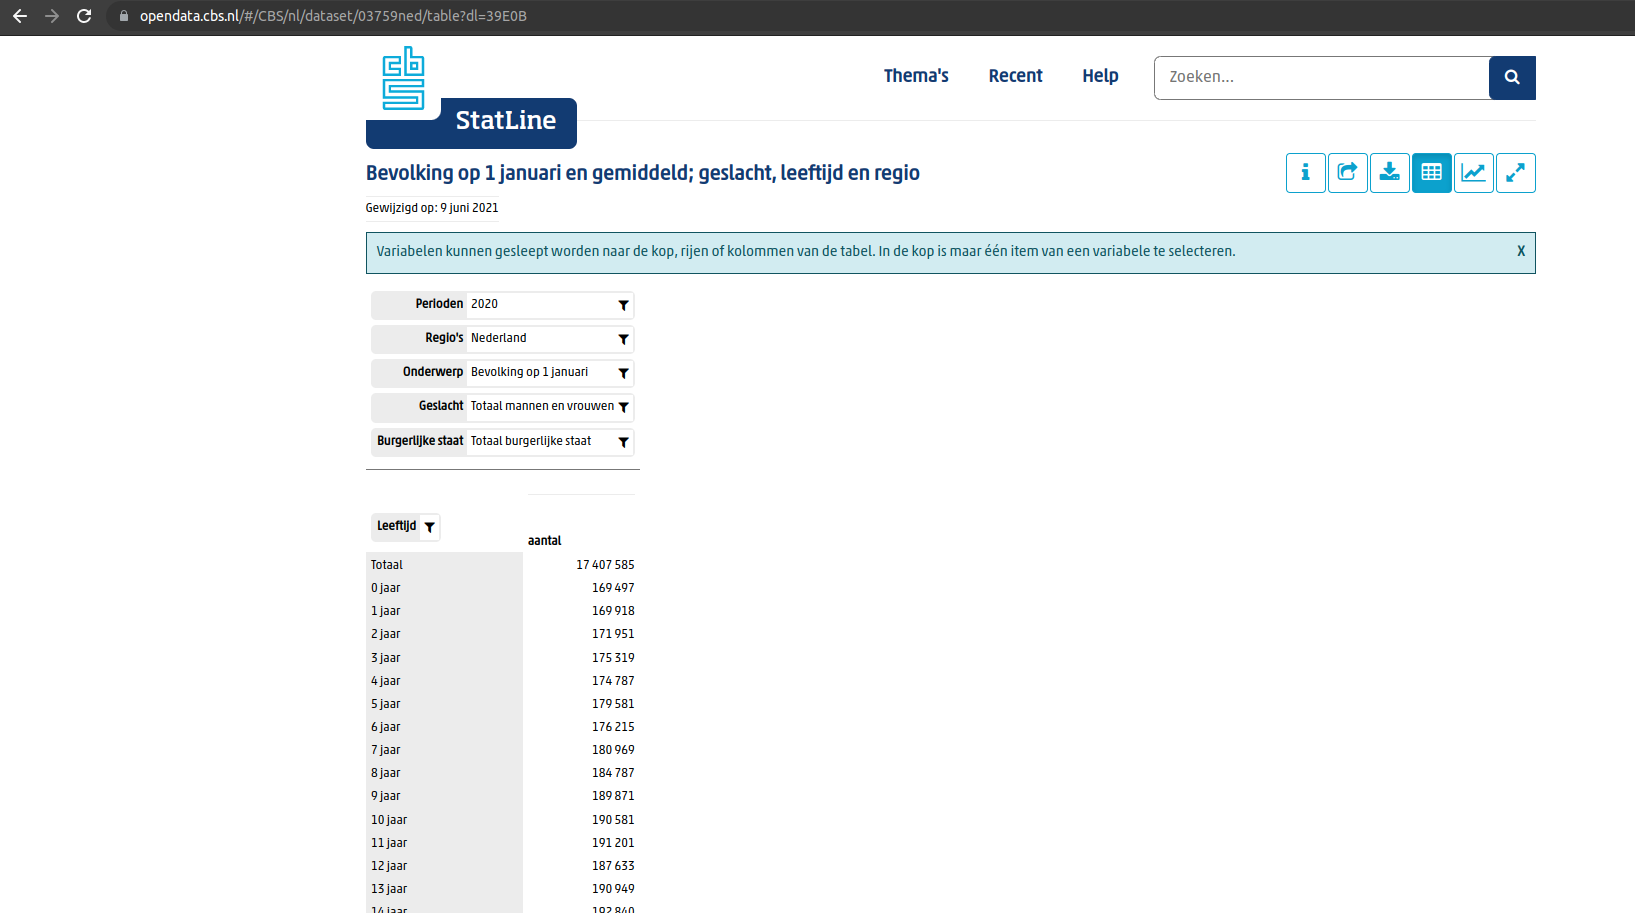 opendata.cbs.nl/#/CBS/nl/dataset/03759ned/table?dl=39E0B
cbs
StatLine
Thema's Recent Help Zoeken...
Bevolking op 1 januari en gemiddeld; geslacht, leeftijd en regio
Gewijzigd op: 9 juni 2021
Variabelen kunnen gesleept worden naar de kop, rijen of kolommen van de tabel. In de kop is maar één item van een variabele te selecteren. X
Perioden 2020
Regio's Nederland
Onderwerp Bevolking op 1 januari
Geslacht Totaal mannen en vrouwen
Burgerlijke staat Totaal burgerlijke staat
Leeftijd
aantal
Totaal 17 407 585
0 jaar 169 497
1 jaar 169 918
2 jaar 171 951
3 jaar 175 319
4 jaar 174 787
5 jaar 179 581
6 jaar 176 215
7 jaar 180 969
8 jaar 184 787
9 jaar 189 871
10 jaar 190 581
11 jaar 191 201
12 jaar 187 633
13 jaar 190 949
14 jaar 192 840